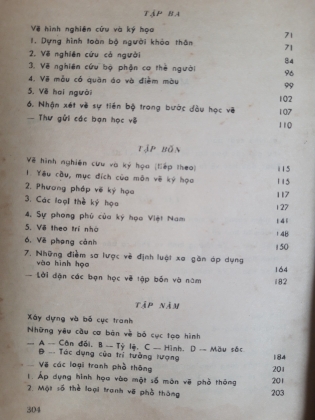 TẬP BA
Vẽ hình nghiên cứu và ký họa 71
1. Dựng hình toàn bộ người khỏa thân 71
2. Vẽ nghiên cứu cả người 84
3. Vẽ nghiên cứu bộ phận cơ thể người 96
4. Vẽ mẫu có quần áo và điểm màu 99
5. Vẽ hai người 102
6. Nhận xét về sự tiến bộ trong bước đầu học vẽ 107
— Thư gửi các bạn học vẽ 110
TẬP BỐN
Vẽ hình nghiên cứu và ký họa (Tiếp theo) 115
1. Yêu cầu, mục đích của môn vẽ ký họa 115
2. Phương pháp vẽ ký họa 117
3. Các loại thể ký họa 127
4. Sự phong phú của ký họa Việt Nam 141
5. Vẽ theo trí nhớ 148
6. Vẽ phong cảnh 150
7. Những điểm sơ lược về định luật xa gần áp dụng
vào hình họa 164
— Lời dặn các bạn học vẽ tập bốn và năm 182
TẬP NĂM
Xây dựng và bố cục tranh
Những yêu cầu cơ bản về bố cục tạo hình
— A — Cân đối. B — Tỷ lệ. C — Hình. D — Màu sắc.
Đ — Tác dụng của trí tưởng tượng 184
— Vẽ các loại tranh phổ thông 201
1. Áp dụng hình họa vào một số môn vẽ phổ thông 201
2. Một số thể loại tranh vẽ phổ thông 203
304